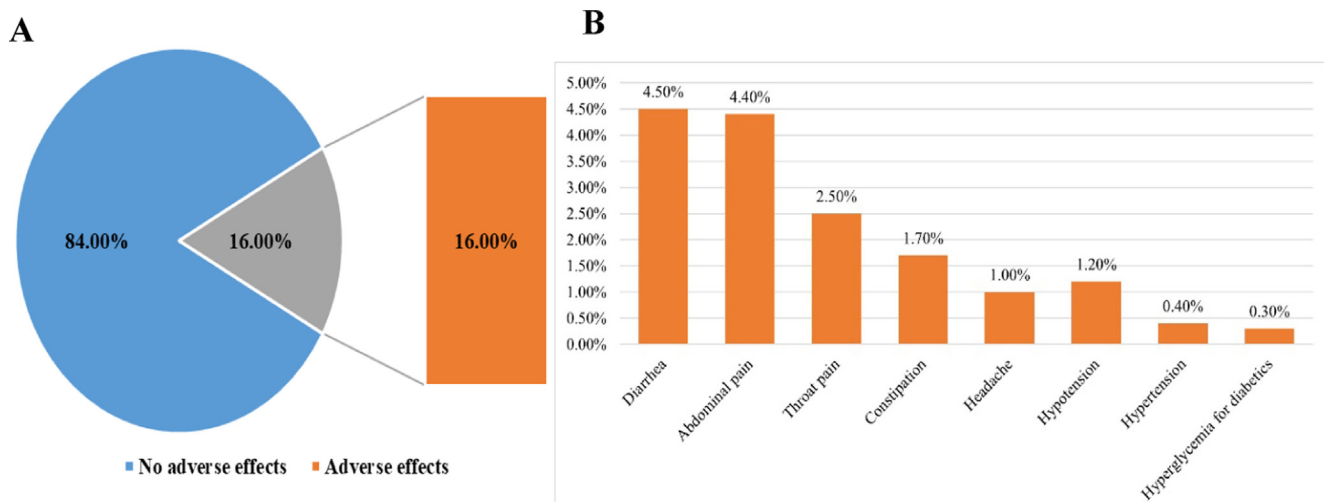 A
84.00%
16.00%
16.00%
No adverse effects
Adverse effects
B
5.00%
4.50%
4.00%
3.50%
3.00%
2.50%
2.00%
1.50%
1.00%
0.50%
0.00%
4.50%
4.40%
2.50%
1.70%
1.00%
1.20%
0.40%
0.30%
Diarrhea
Abdominal pain
Throat pain
Constipation
Headache
Hypotension
Hypertension
Hyperglycemia for diabetics